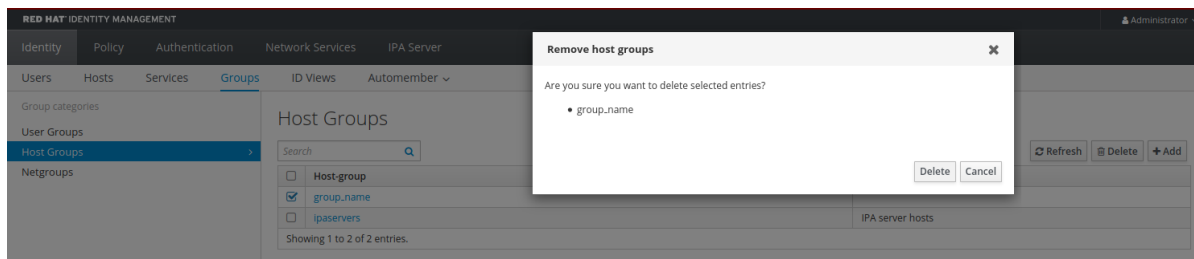 RED HAT® IDENTITY MANAGEMENT
Administrator
Identity Policy Authentication Network Services IPA Server
Users Hosts Services Groups ID Views Automember
Group categories
User Groups
Host Groups
Netgroups
Host Groups
Search
Refresh Delete + Add
Host-group
group_name
ipaservers IPA server hosts
Showing 1 to 2 of 2 entries.
Remove host groups
Are you sure you want to delete selected entries?
• group_name
Delete Cancel